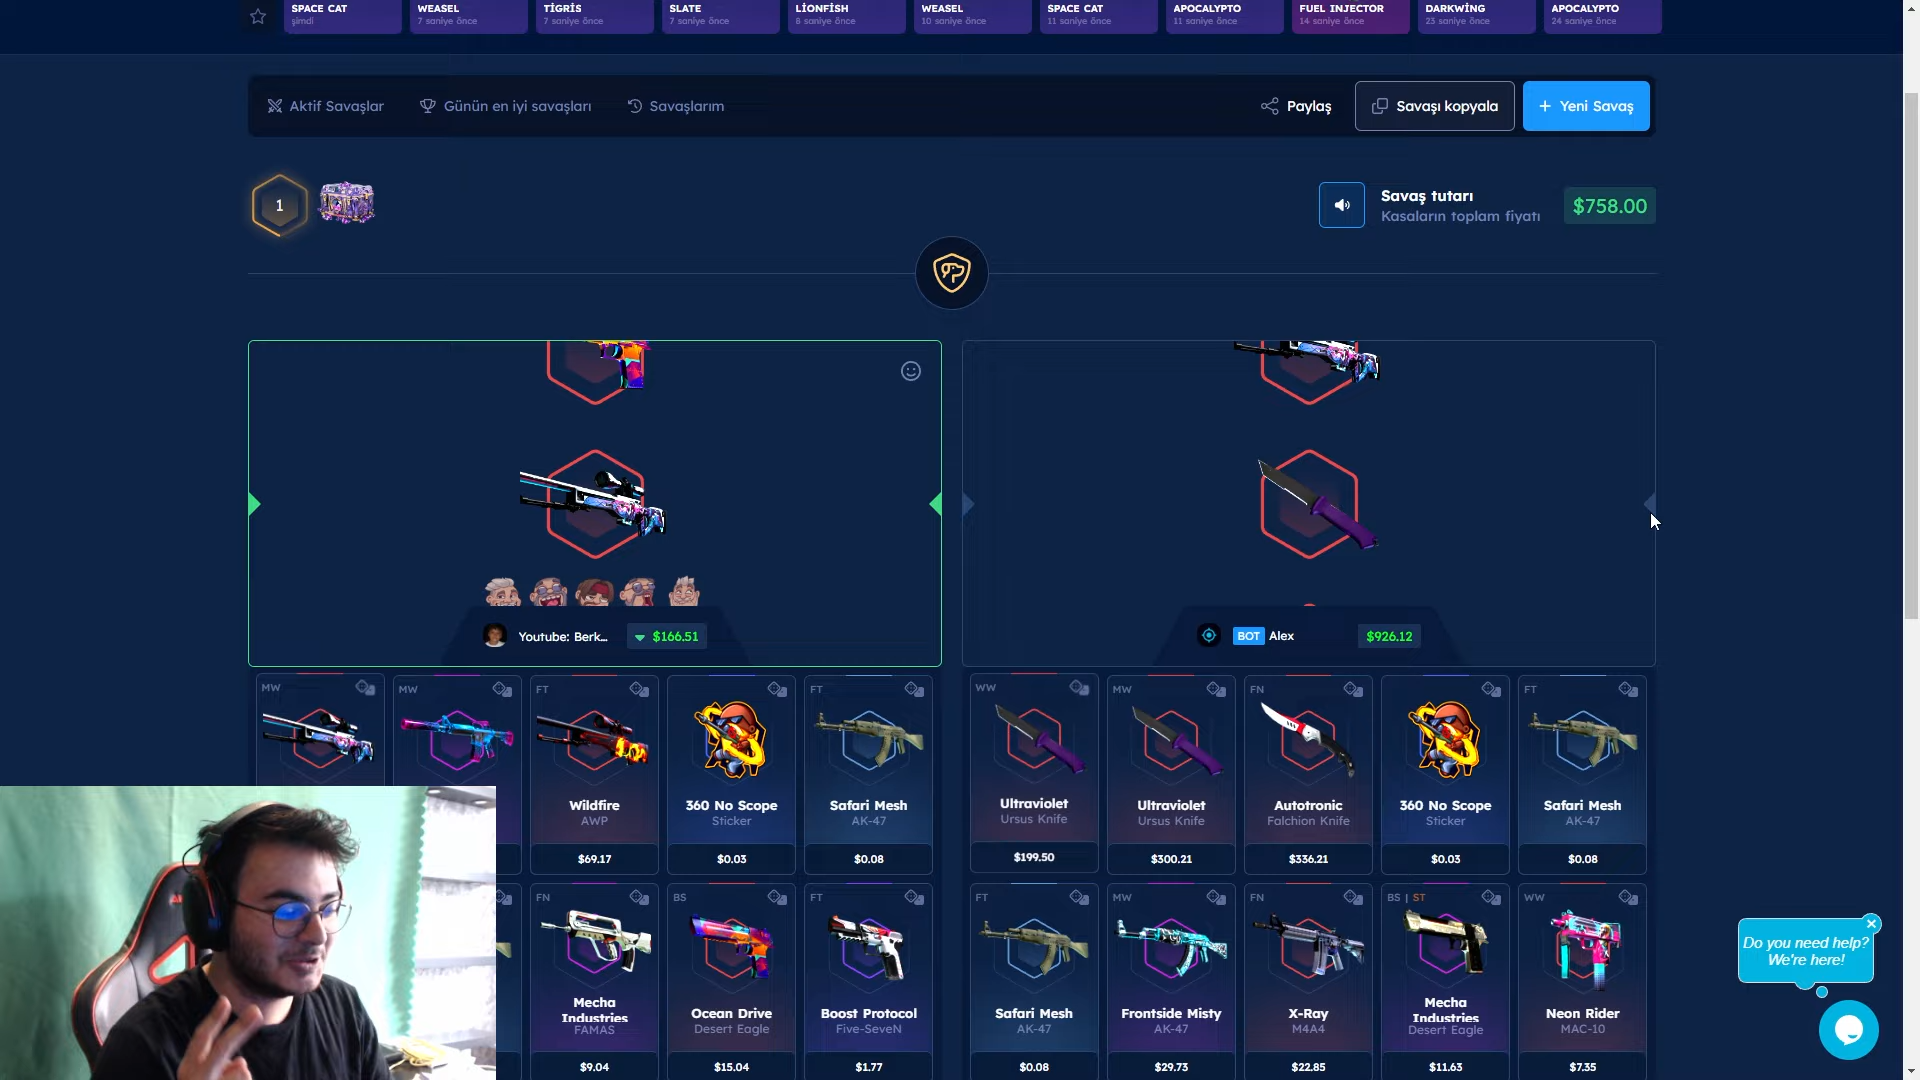 SPACE CAT
şimdi
WEASEL
7 saniye önce
TİGRİS
7 saniye önce
SLATE
7 saniye önce
LİONFİSH
8 saniye önce
WEASEL
10 saniye önce
SPACE CAT
11 saniye önce
APOCALYPTO
11 saniye önce
FUEL INJECTOR
14 saniye önce
DARKWİNG
23 saniye önce
APOCALYPTO
24 saniye önce
Aktif Savaşlar
Günün en iyi savaşları
Savaşlarım
Paylaş
Savaşı kopyala
+ Yeni Savaş
1
Savaş tutarı
Kasaların toplam fiyatı
$758.00
Youtube: Berk...
$166.51
BOT Alex
$926.12
MW
MW
FT
Wildfire
AWP
$69.17
360 No Scope
Sticker
$0.03
FT
Safari Mesh
AK-47
$0.08
WW
Ultraviolet
Ursus Knife
$199.50
MW
Ultraviolet
Ursus Knife
$300.21
FN
Autotronic
Falchion Knife
$336.21
360 No Scope
Sticker
$0.03
FT
Safari Mesh
AK-47
$0.08
FN
Mecha
Industries
FAMAS
$9.04
BS
Ocean Drive
Desert Eagle
$15.04
FT
Boost Protocol
Five-SeveN
$1.77
FT
Safari Mesh
AK-47
$0.08
MW
Frontside Misty
AK-47
$29.73
FN
X-Ray
M4A4
$22.85
BS | ST
Mecha
Industries
Desert Eagle
$11.63
WW
Neon Rider
MAC-10
$7.35
Do you need help?
We're here!